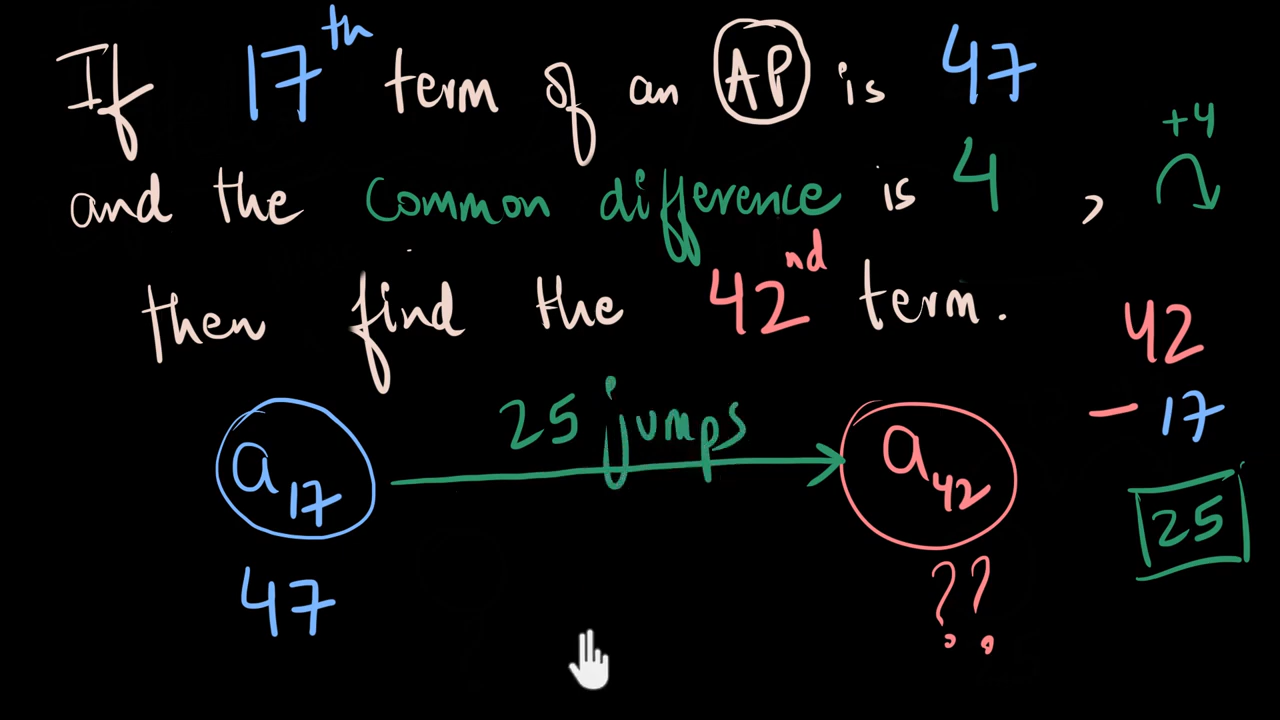 If 17th term of an AP is 47
and the common difference is 4 , +4
then find the 42nd term.
42
- 17
25
25 jumps
a17
a42
47
??